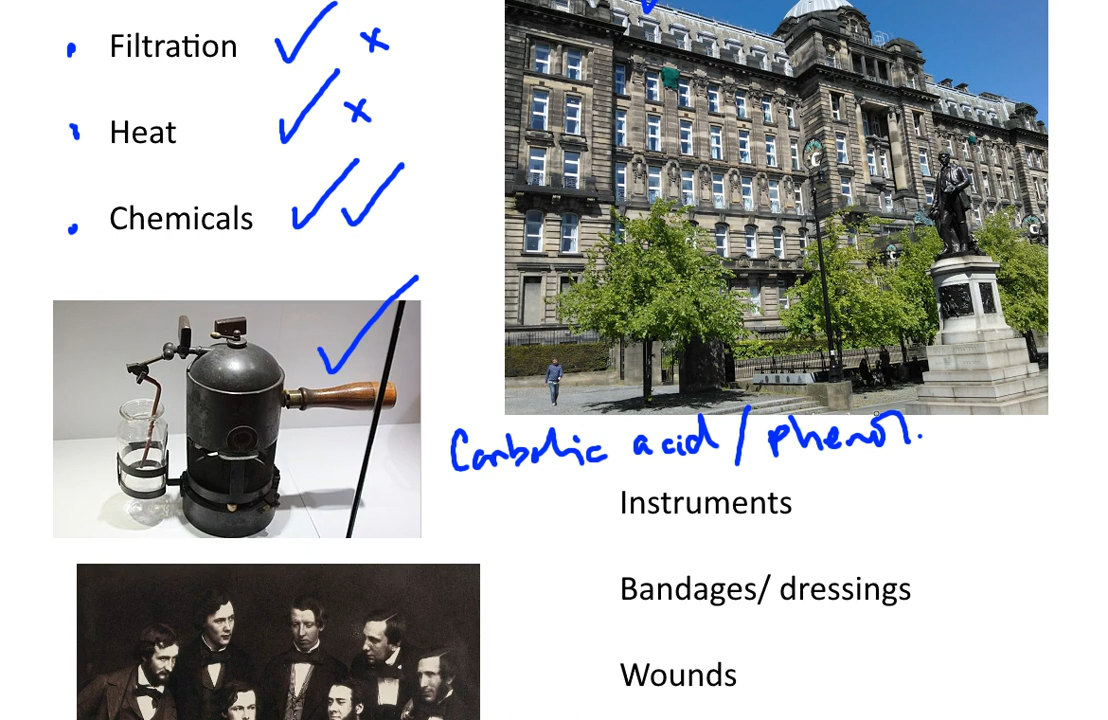 Filtration ✓ x
Heat ✓ x
Chemicals ✓✓
Carbolic acid / phenol.
Instruments
Bandages/ dressings
Wounds